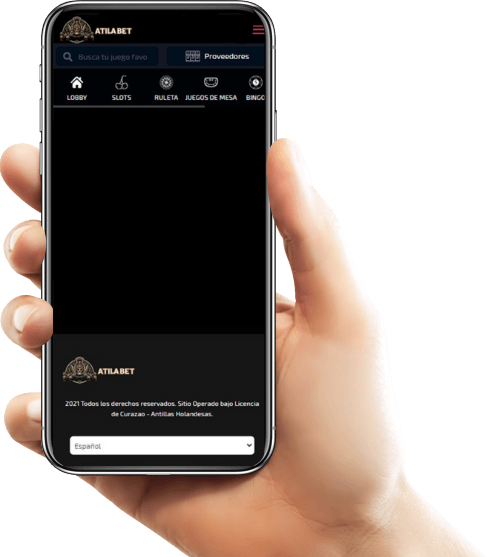 ATILABET
Busca tu juego favo
Proveedores
LOBBY SLOTS RULETA JUEGOS DE MESA BINGO
ATILABET
2021 Todos los derechos reservados. Sitio Operado bajo Licencia
de Curazao - Antillas Holandesas.
Español